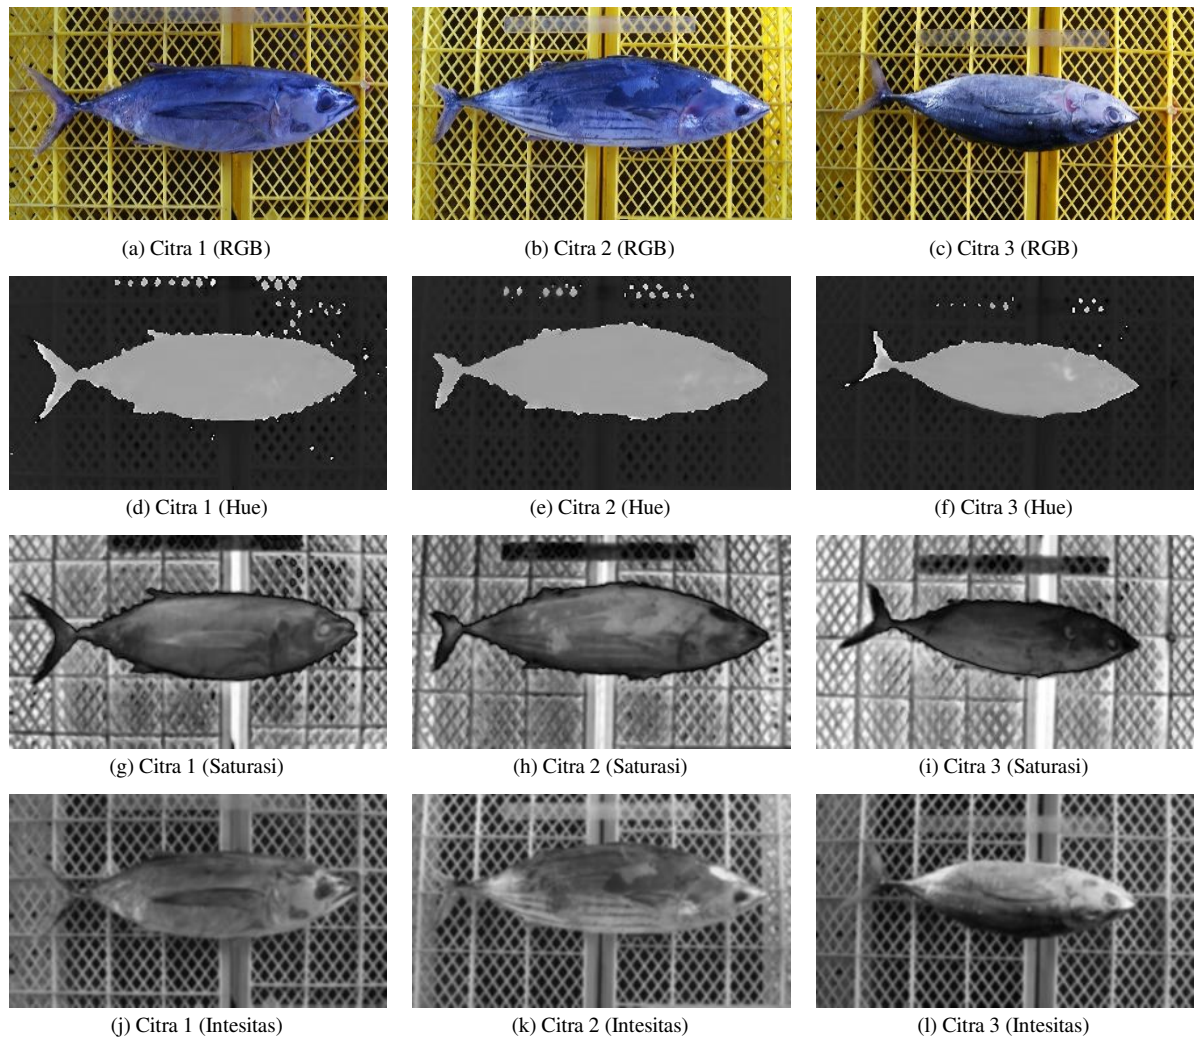 (a) Citra 1 (RGB)
(b) Citra 2 (RGB)
(c) Citra 3 (RGB)
(d) Citra 1 (Hue)
(e) Citra 2 (Hue)
(f) Citra 3 (Hue)
(g) Citra 1 (Saturasi)
(h) Citra 2 (Saturasi)
(i) Citra 3 (Saturasi)
(j) Citra 1 (Intesitas)
(k) Citra 2 (Intesitas)
(l) Citra 3 (Intesitas)